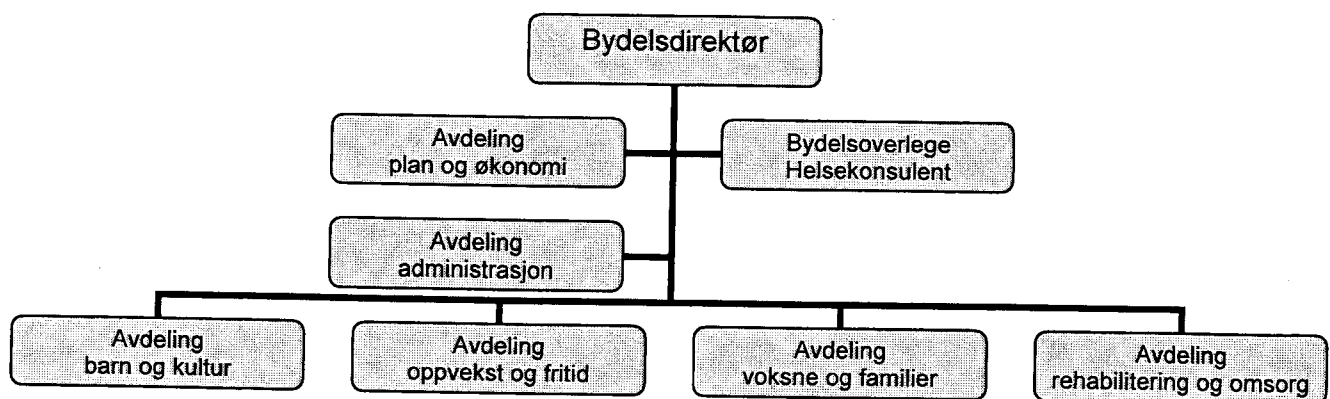 Bydelsdirektør
Avdeling
plan og økonomi
Bydelsoverlege
Helsekonsulent
Avdeling
administrasjon
Avdeling
barn og kultur
Avdeling
oppvekst og fritid
Avdeling
voksne og familier
Avdeling
rehabilitering og omsorg